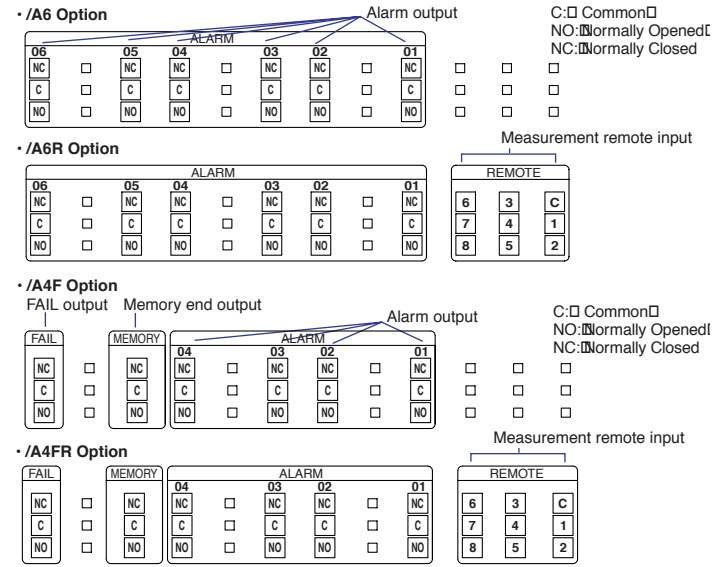 · /A6 Option
Alarm output
C: Common
NO: Normally Opened
NC: Normally Closed
ALARM
06 05 04 03 02 01
NC NC NC NC NC NC
C C C C C C
NO NO NO NO NO NO
· /A6R Option
Measurement remote input
ALARM REMOTE
06 05 04 03 02 01
NC NC NC NC NC NC 6 3 C
C C C C C C 7 4 1
NO NO NO NO NO NO 8 5 2
· /A4F Option
FAIL output Memory end output
Alarm output
C: Common
NO: Normally Opened
NC: Normally Closed
FAIL MEMORY ALARM
04 03 02 01
NC NC NC NC NC NC
C C C C C C
NO NO NO NO NO NO
Measurement remote input
· /A4FR Option
FAIL MEMORY ALARM REMOTE
04 03 02 01
NC NC NC NC NC NC 6 3 C
C C C C C C 7 4 1
NO NO NO NO NO NO 8 5 2